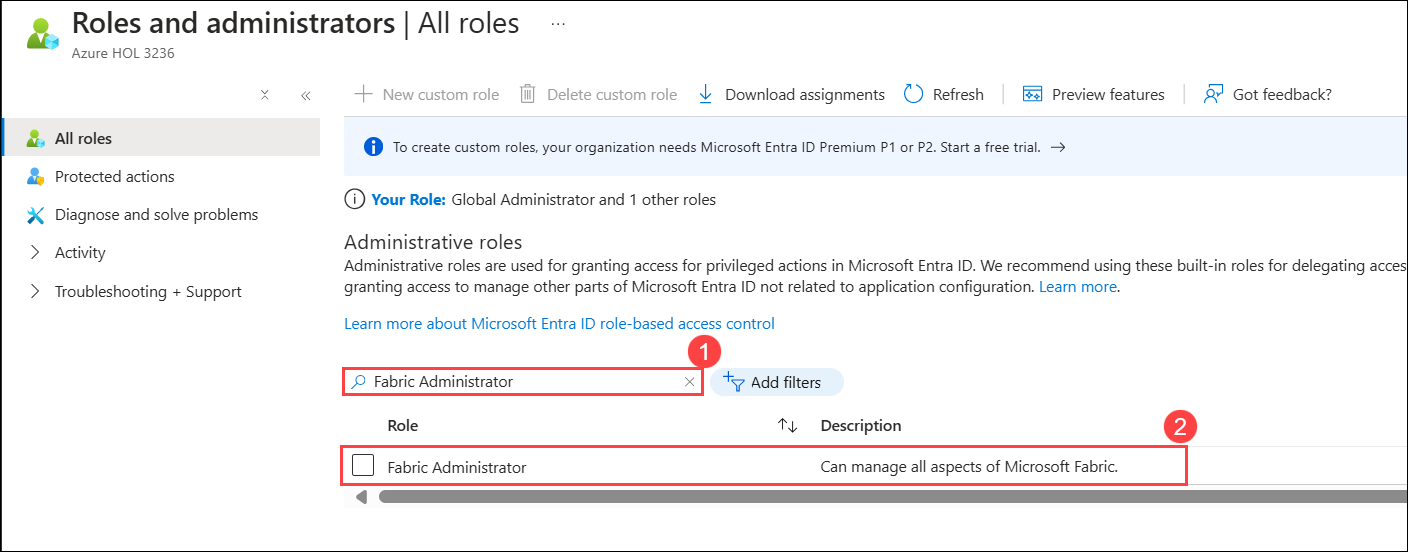 Roles and administrators | All roles ...
Azure HOL 3236
New custom role Delete custom role Download assignments Refresh Preview features Got feedback?
All roles
Protected actions
Diagnose and solve problems
Activity
Troubleshooting + Support
To create custom roles, your organization needs Microsoft Entra ID Premium P1 or P2. Start a free trial. →
Your Role: Global Administrator and 1 other roles
Administrative roles
Administrative roles are used for granting access for privileged actions in Microsoft Entra ID. We recommend using these built-in roles for delegating acces
granting access to manage other parts of Microsoft Entra ID not related to application configuration. Learn more.
Learn more about Microsoft Entra ID role-based access control
1
Fabric Administrator Add filters
Role Description
2
Fabric Administrator Can manage all aspects of Microsoft Fabric.